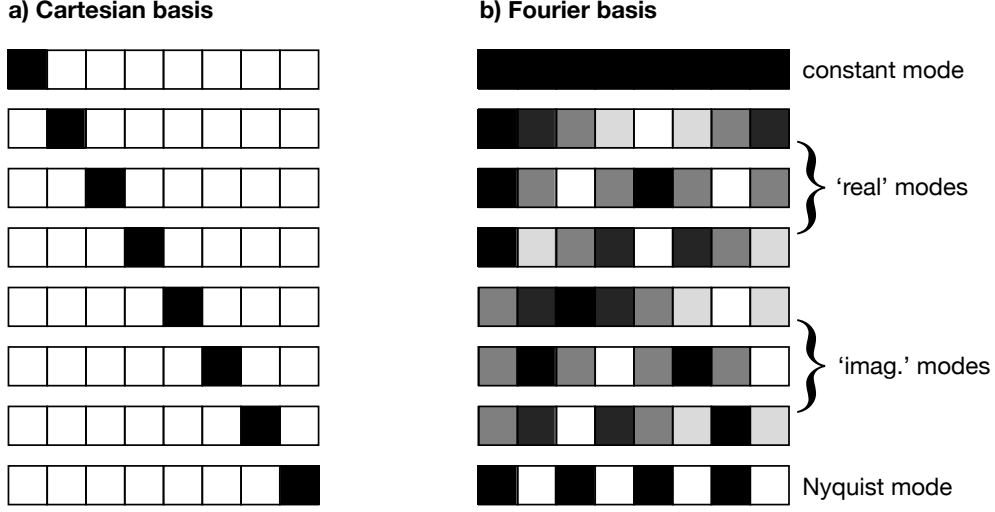 a) Cartesian basis
b) Fourier basis
constant mode
‘real’ modes
‘imag.’ modes
Nyquist mode